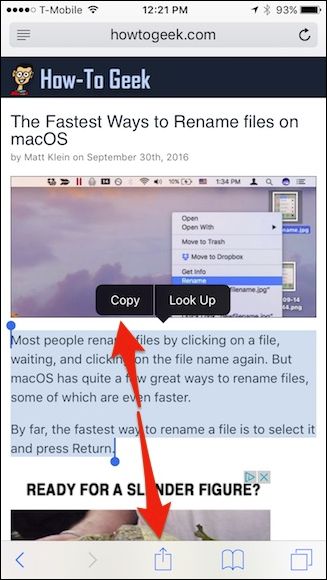 T-Mobile 12:21 PM 93%
howtogeek.com
How-To Geek
The Fastest Ways to Rename files on
macOS
by Matt Klein on September 30th, 2016
10% 1:34 PM
Open
Open With
Move to Trash
Move to Dropbox
Get Info
Rename
Copy Look Up
Most people rename files by clicking on a file,
waiting, and clicking on the file name again. But
macOS has quite a few great ways to rename files,
some of which are even faster.
By far, the fastest way to rename a file is to select it
and press Return.
READY FOR A SLENDER FIGURE?